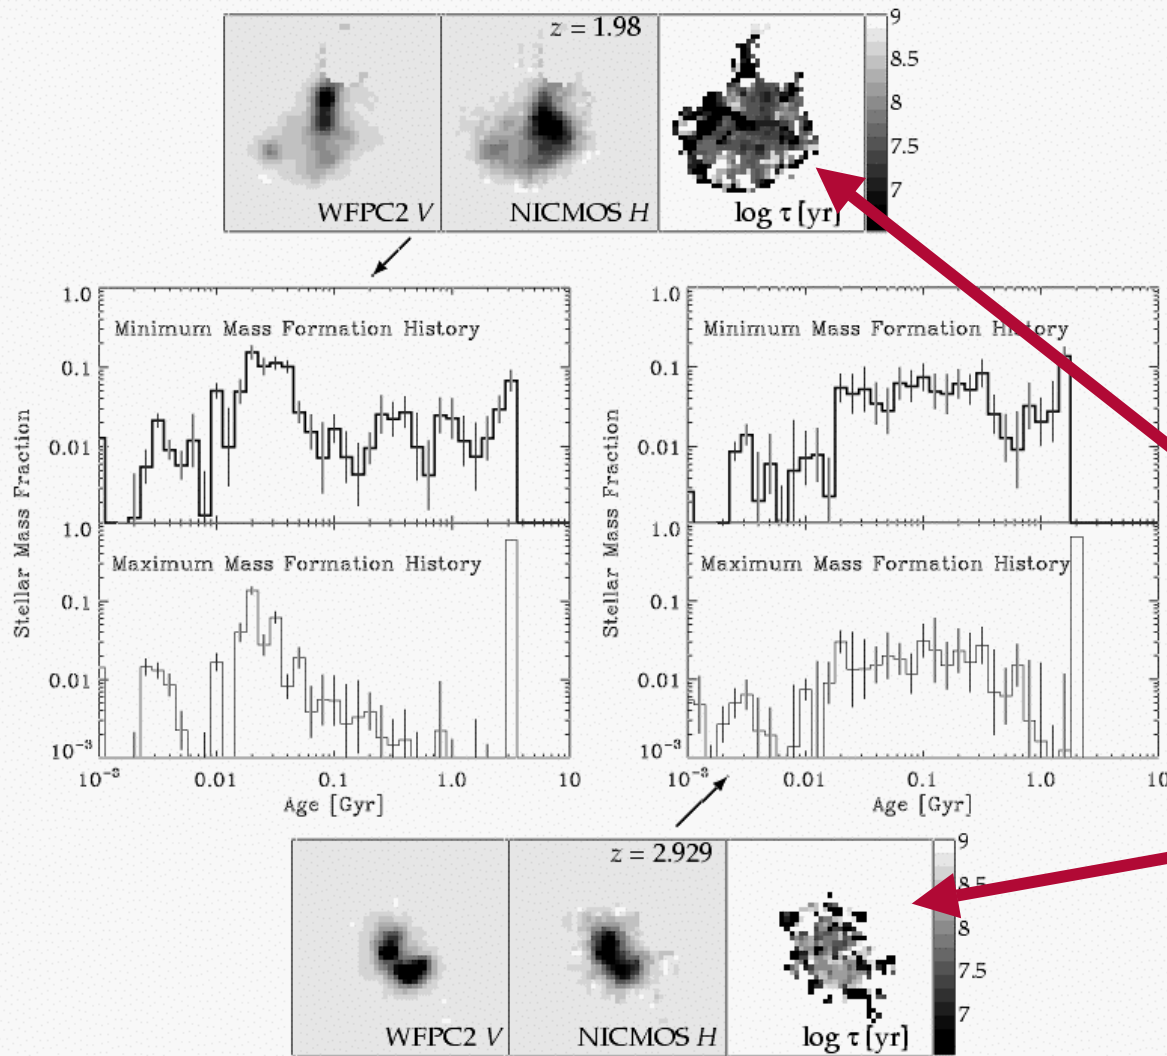 z = 1.98
WFPC2 V
NICMOS H
log τ [yr]
9
8.5
8
7.5
7
1.0
0.1
0.01
Minimum Mass Formation History
1.0
0.1
0.01
10⁻³
Maximum Mass Formation History
Stellar Mass Fraction
10⁻³
0.01
0.1
1.0
10
Age [Gyr]
1.0
0.1
0.01
Minimum Mass Formation History
1.0
0.1
0.01
10⁻³
Maximum Mass Formation History
Stellar Mass Fraction
10⁻³
0.01
0.1
1.0
10
Age [Gyr]
z = 2.929
WFPC2 V
NICMOS H
log τ [yr]
9
8.5
8
7.5
7